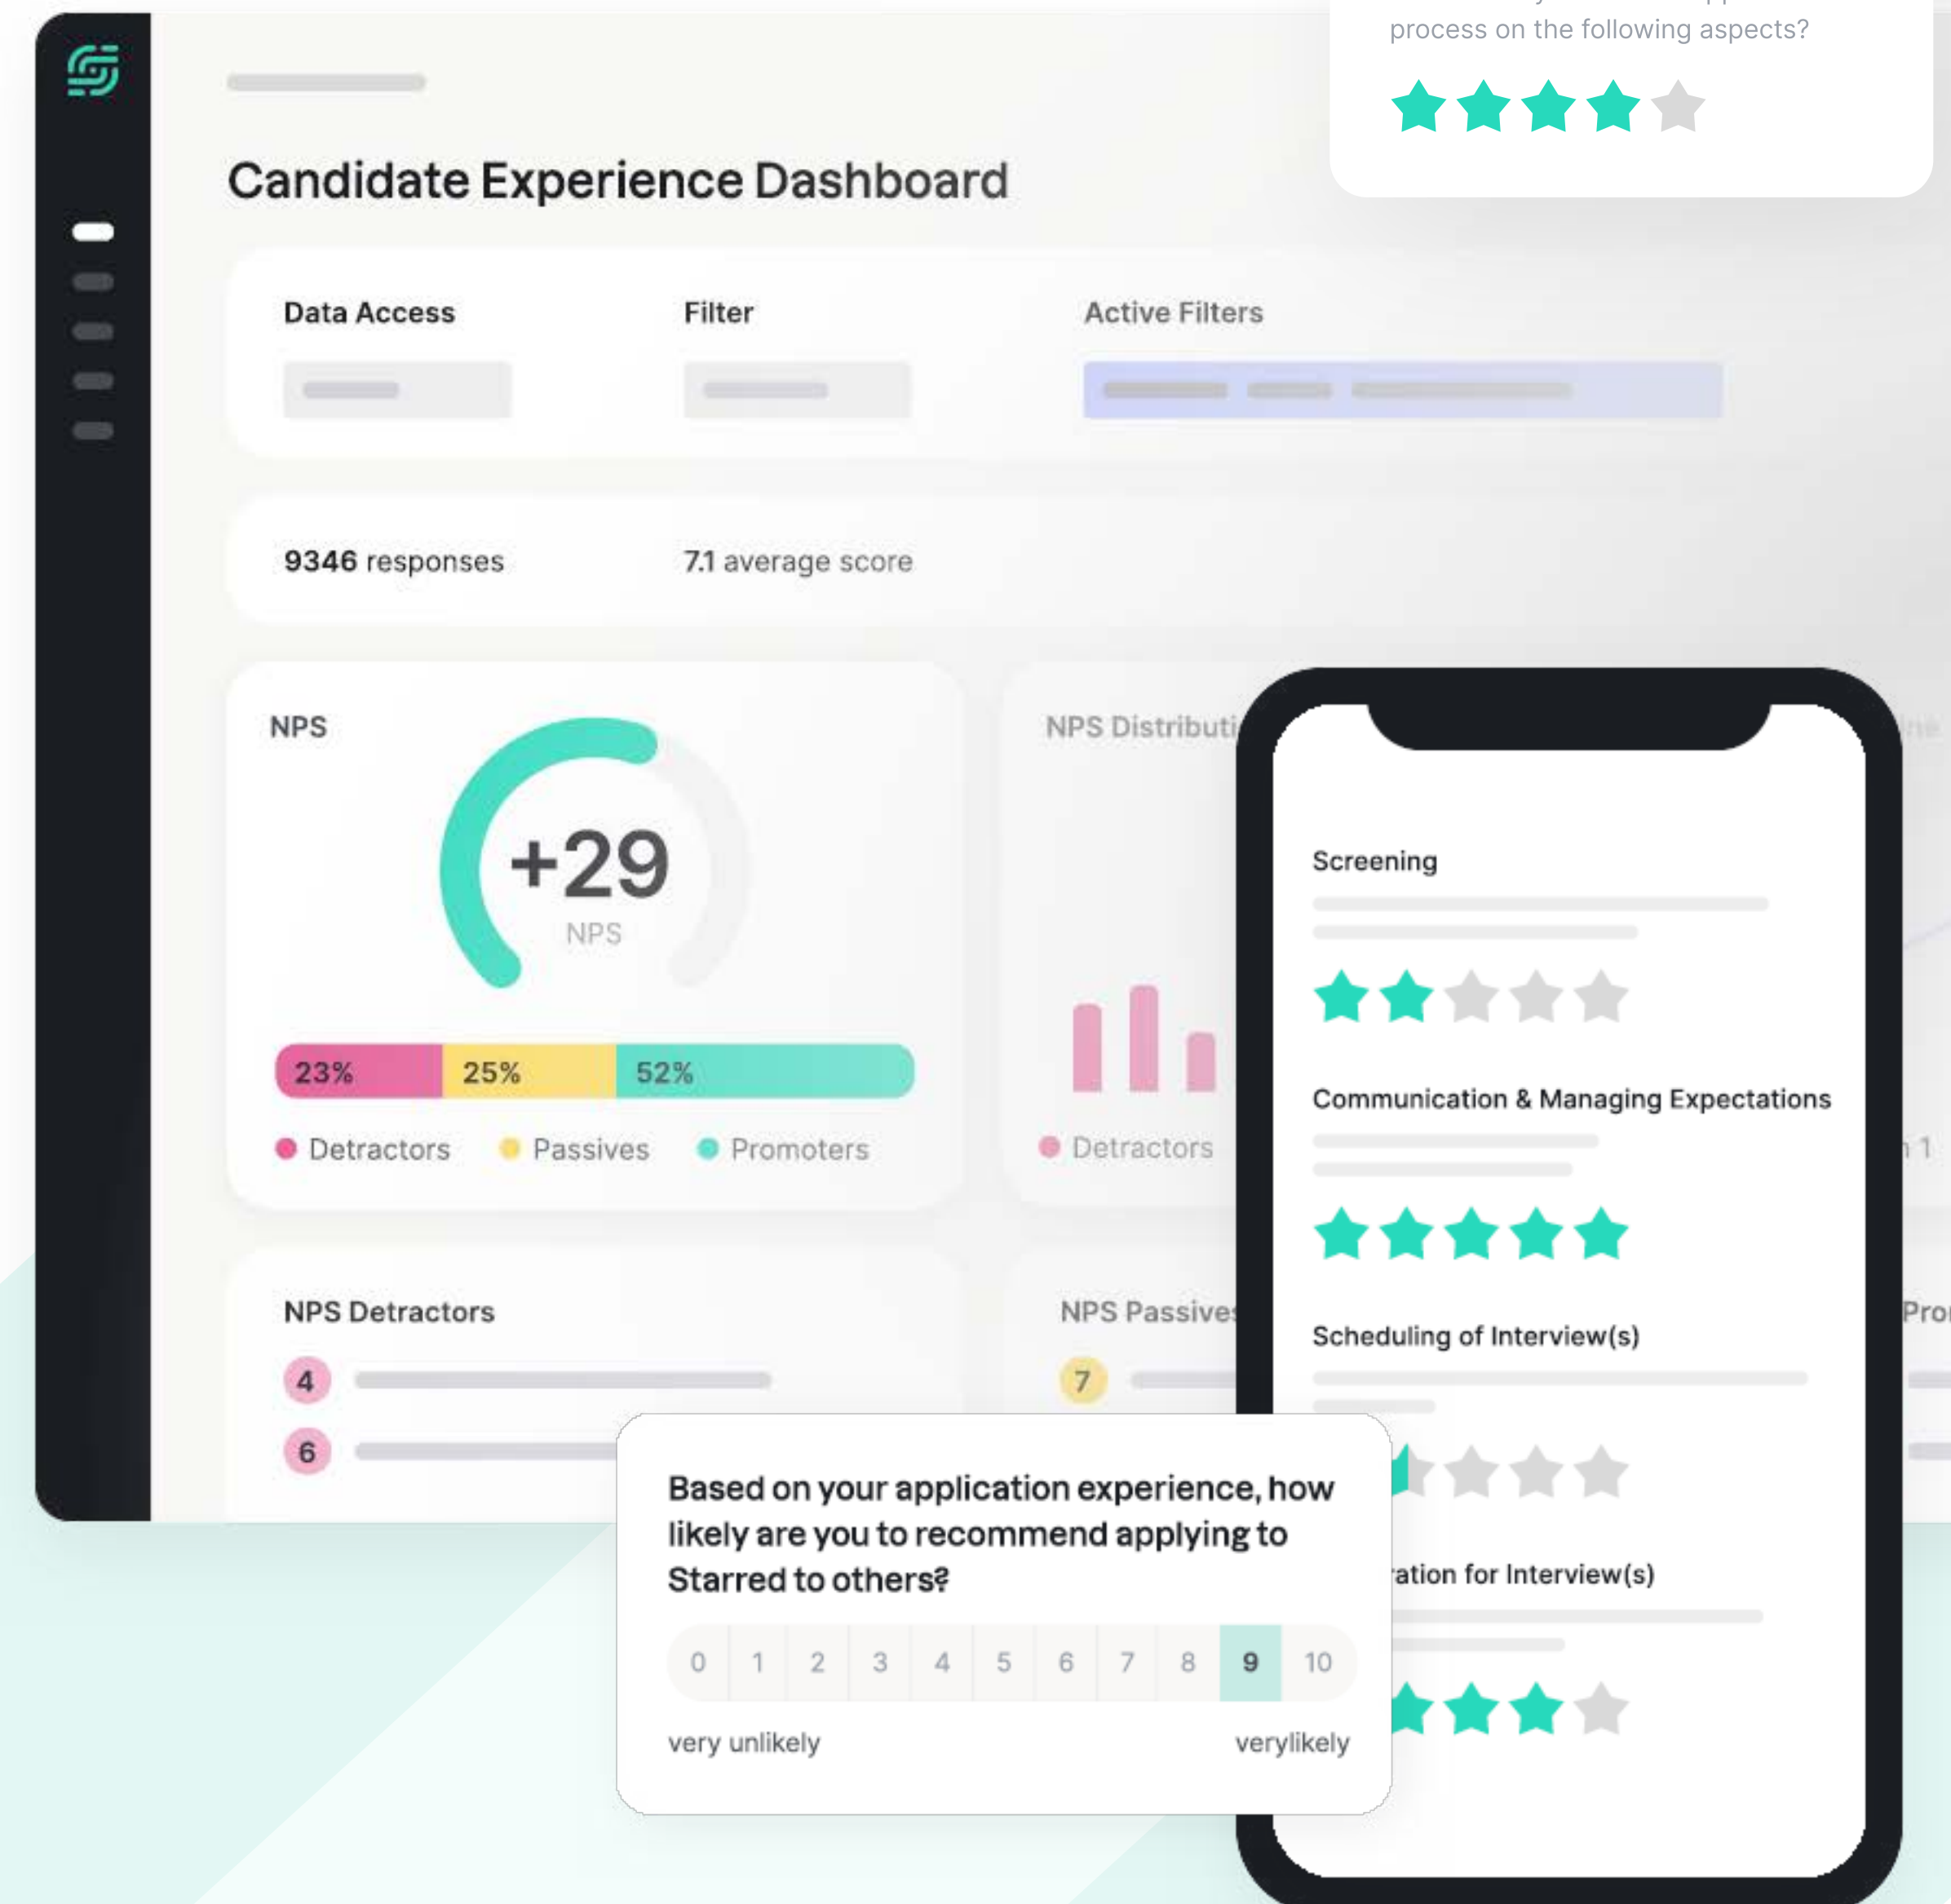 process on the following aspects?
Candidate Experience Dashboard
Data Access
Filter
Active Filters
9346 responses
7.1 average score
NPS
+29
NPS
23%
25%
52%
Detractors
Passives
Promoters
NPS
Detractors
1
NPS Detractors
4
6
NPS
7
Screening
Communication & Managing Expectations
Scheduling of Interview(s)
for Interview(s)
Based on your application experience, how
likely are you to recommend applying to
Starred to others?
0 1 2 3 4 5 6 7 8 9 10
very unlikely
verylikely